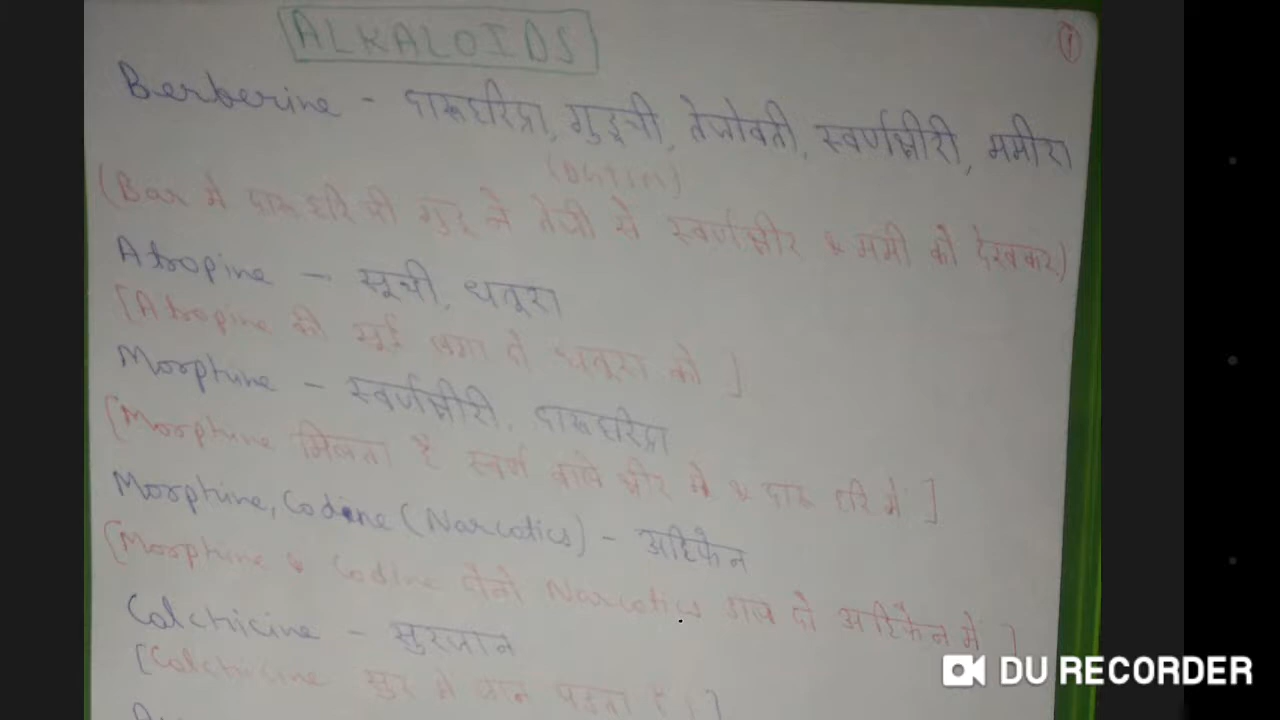 ALKALOIDS
1
Berberine - दारूहरिद्रा, गुडूची, तेजोवती, स्वर्णक्षीरी, ममीरा
(Bar मे दारू हरि पी गुड ने तेजी से स्वर्णक्षीर & ममी को देखकर)
Atropine - सूची, धतूरा
[Atropine की सूई लगा ते धतूरा को]
Morphine - स्वर्णक्षीरी, दारूहरिद्रा
[Morphine मिलता है स्वर्ण वाले क्षीर मे & दारू हरि में]
Morphine, Codine (Narcotics) - अहिफेन
[Morphine & Codine दोनो Narcotics डाल दो अहिफेन में]
Colchicine - सुरंजान
[Colchicine सुर मे जान पड़ता है।]
DU RECORDER